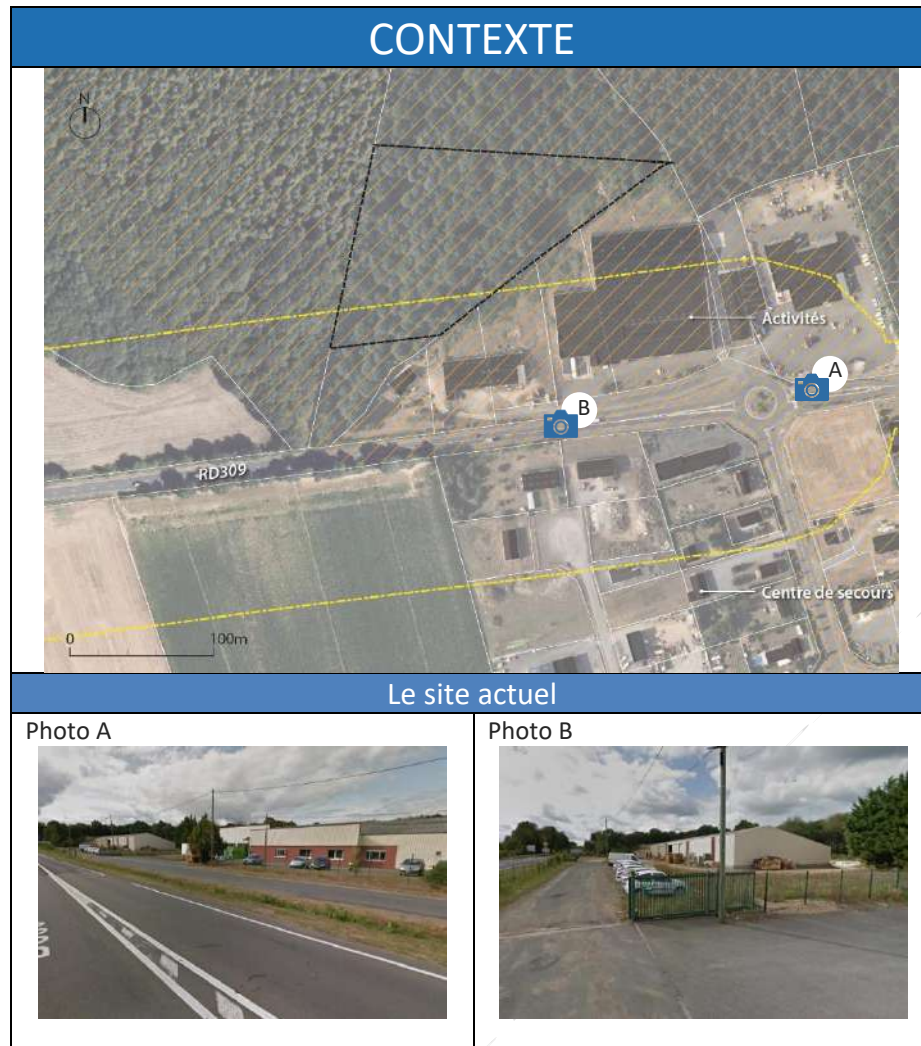 CONTEXTE
N
Activités
A
B
RD309
Centre de secours
0
100m
Le site actuel
Photo A
Photo B